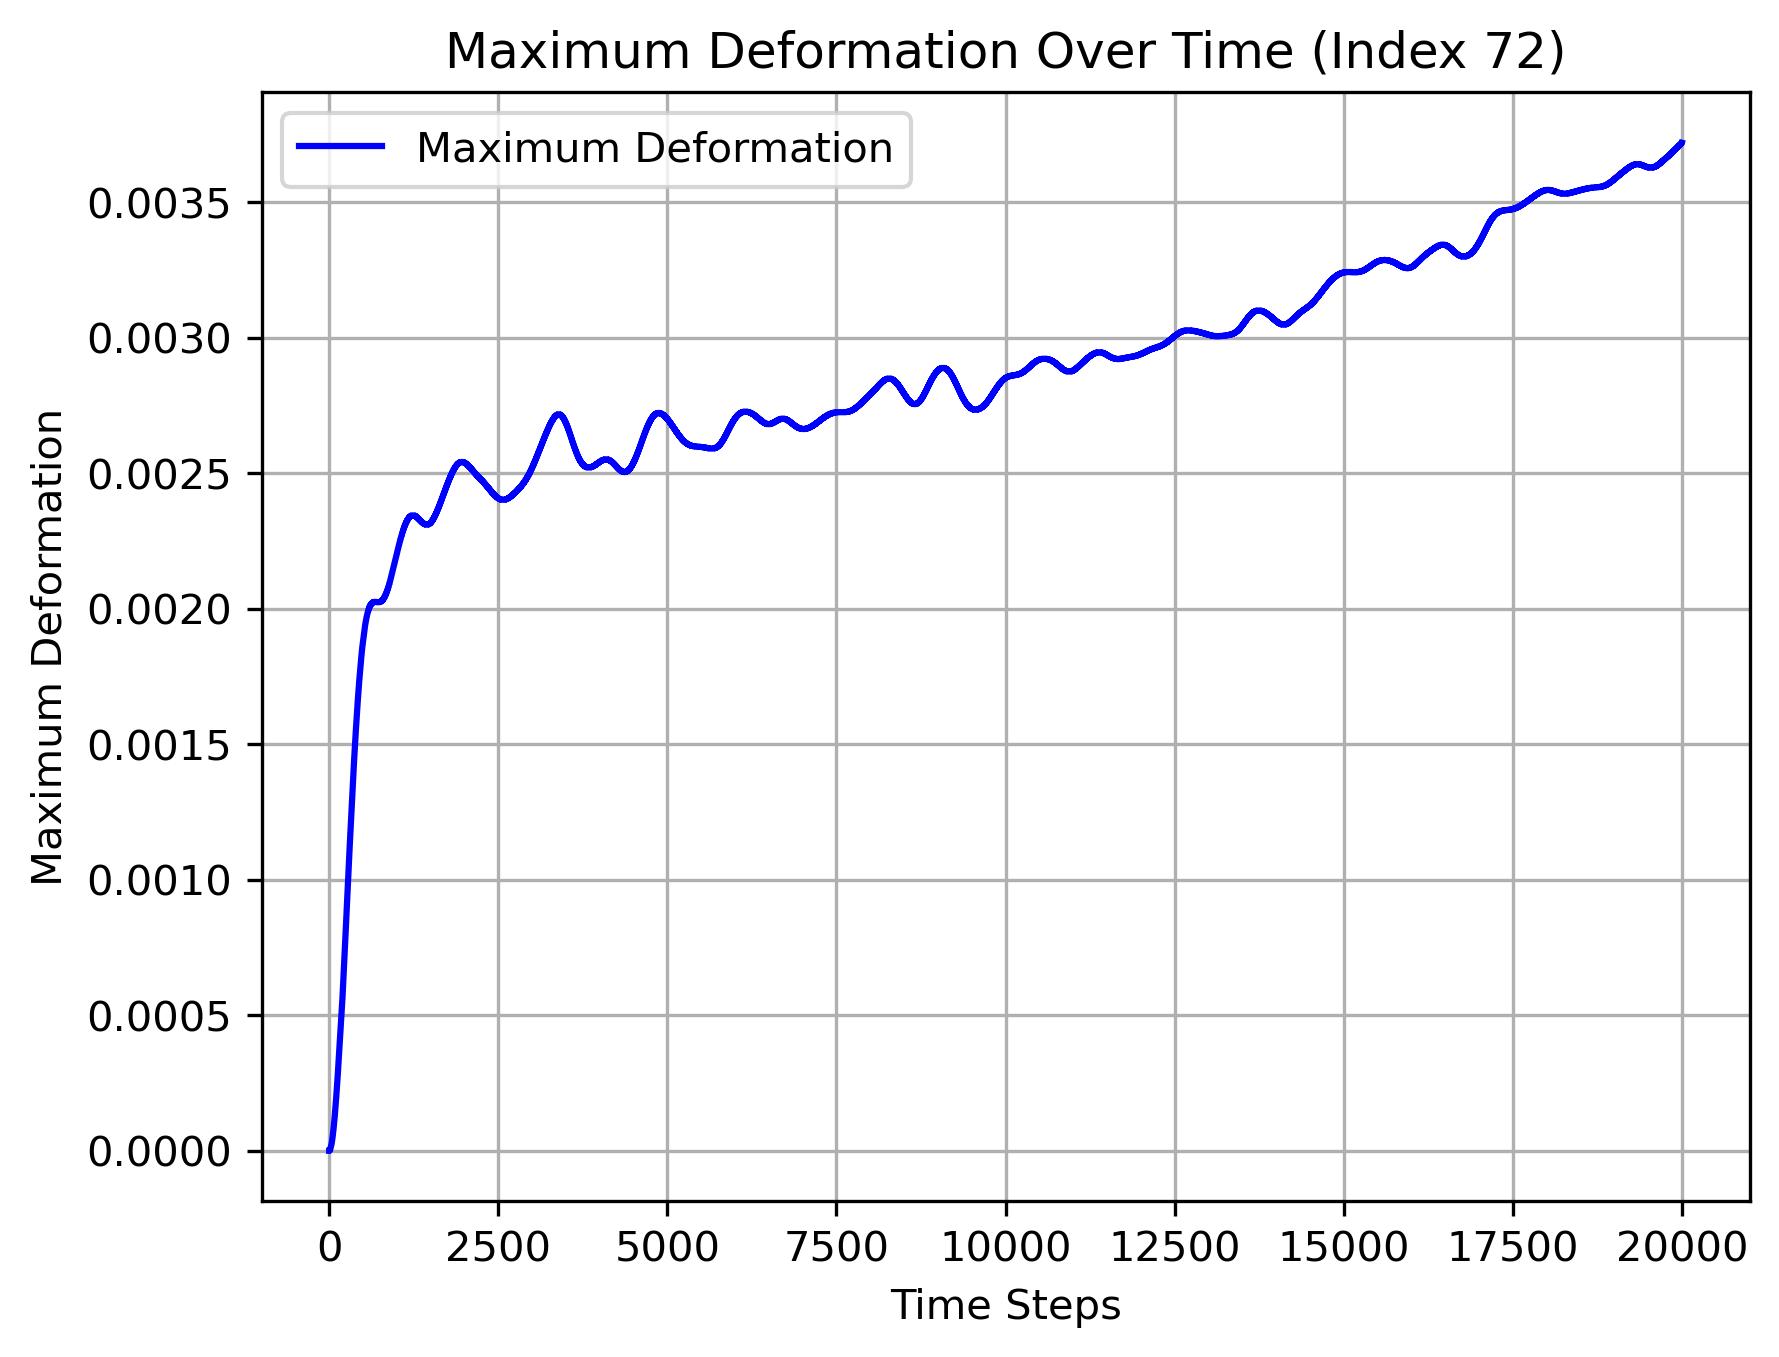 Maximum Deformation Over Time (Index 72)
Maximum Deformation
Maximum Deformation
0.0035
0.0030
0.0025
0.0020
0.0015
0.0010
0.0005
0.0000
0 2500 5000 7500 10000 12500 15000 17500 20000
Time Steps